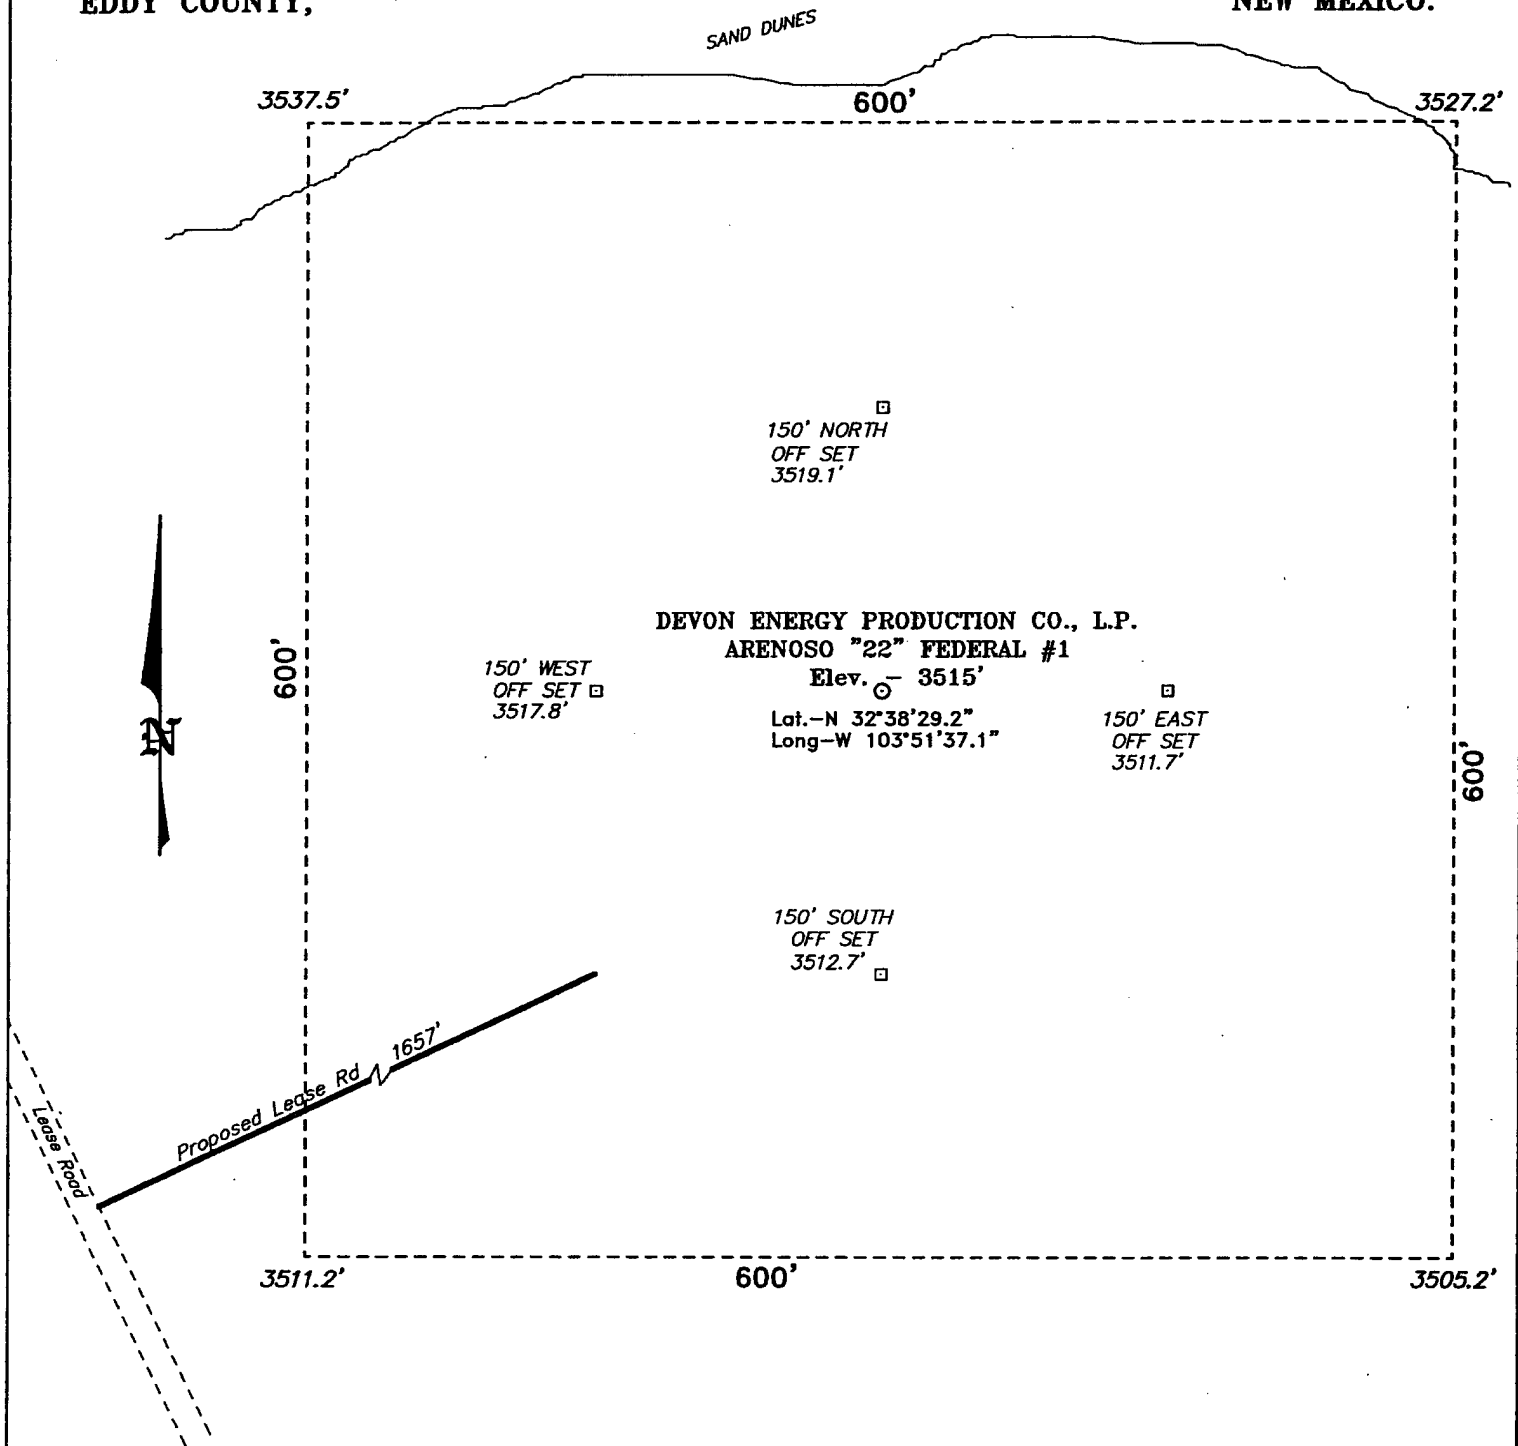 EDDY COUNTY, NEW MEXICO.
SAND DUNES
3537.5' 600' 3527.2'
150' NORTH
OFF SET
3519.1'
DEVON ENERGY PRODUCTION CO., L.P.
ARENOSO "22" FEDERAL #1
Elev. - 3515'
Lat.-N 32°38'29.2"
Long-W 103°51'37.1"
600'
150' WEST
OFF SET
3517.8'
150' EAST
OFF SET
3511.7'
600'
N
150' SOUTH
OFF SET
3512.7'
Proposed Lease Rd 1657'
Lease Road
3511.2' 600' 3505.2'